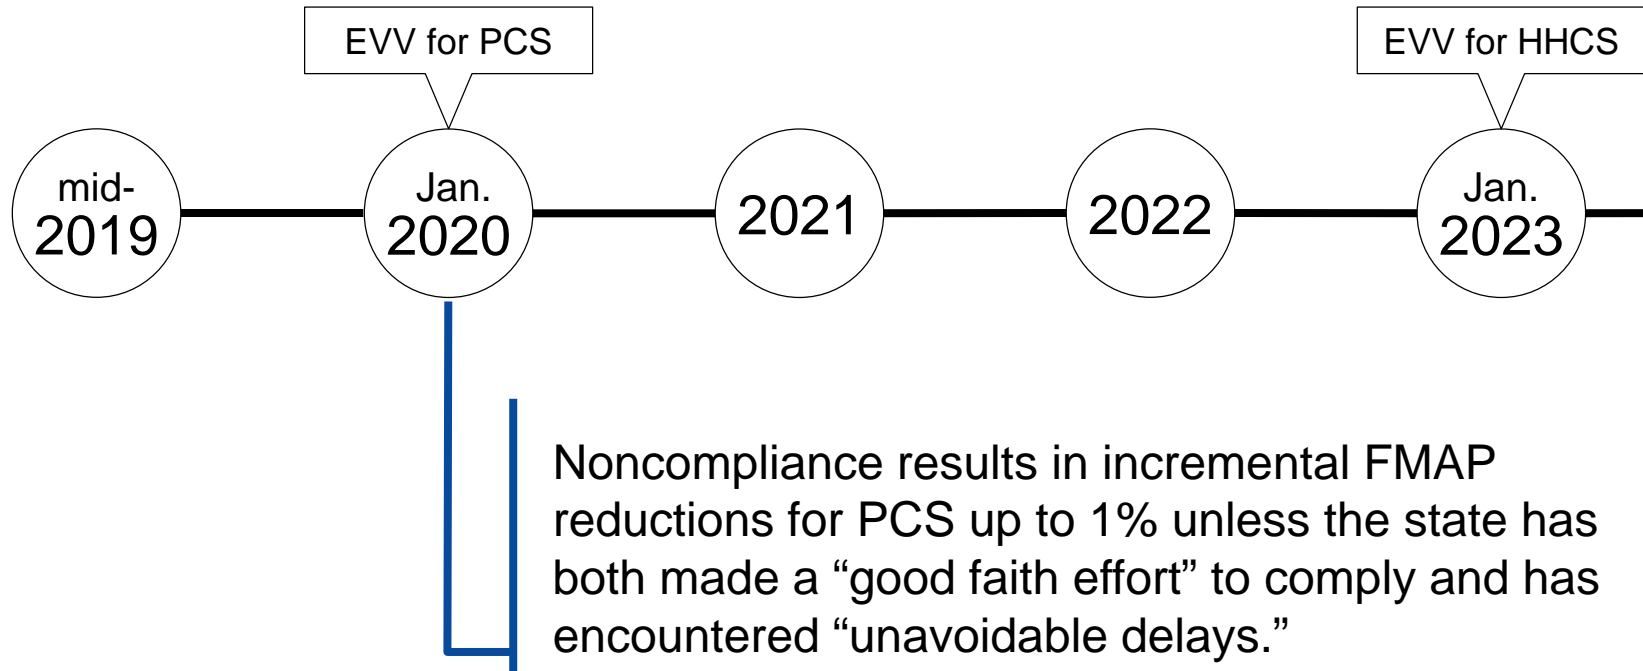 EVV for PCS
EVV for HHCS
mid-
2019
Jan.
2020
2021
2022
Jan.
2023
Noncompliance results in incremental FMAP
reductions for PCS up to 1% unless the state has
both made a “good faith effort” to comply and has
encountered “unavoidable delays.”